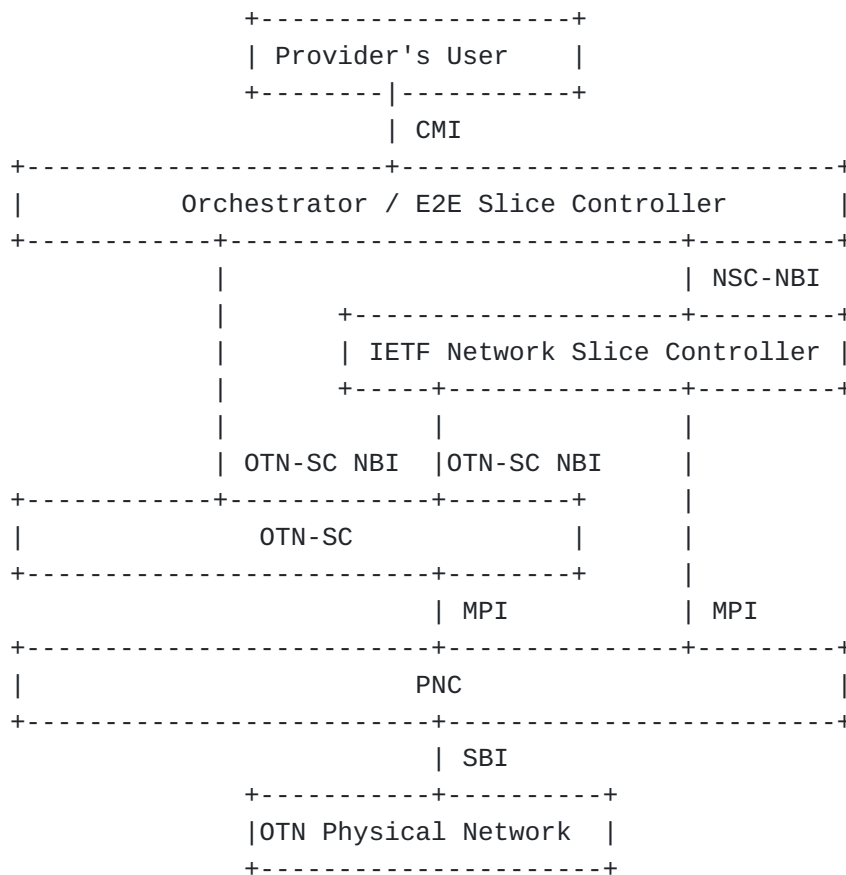 +--------------------+
| Provider's User    |
+--------|-----------+
| CMI
+-----------------------+----------------------------+
|          Orchestrator / E2E Slice Controller       |
+------------+-----------------------------+---------+
|                             | NSC-NBI
|       +---------------------+---------+
|       | IETF Network Slice Controller |
|       +-----+---------------+---------+
|             |               |
| OTN-SC NBI  |OTN-SC NBI     |
+------------+-------------+--------+      |
|               OTN-SC              |      |
+--------------------------+--------+      |
| MPI           | MPI
+--------------------------+---------------+---------+
|                         PNC                        |
+--------------------------+-------------------------+
| SBI
+-----------+----------+
|OTN Physical Network  |
+----------------------+